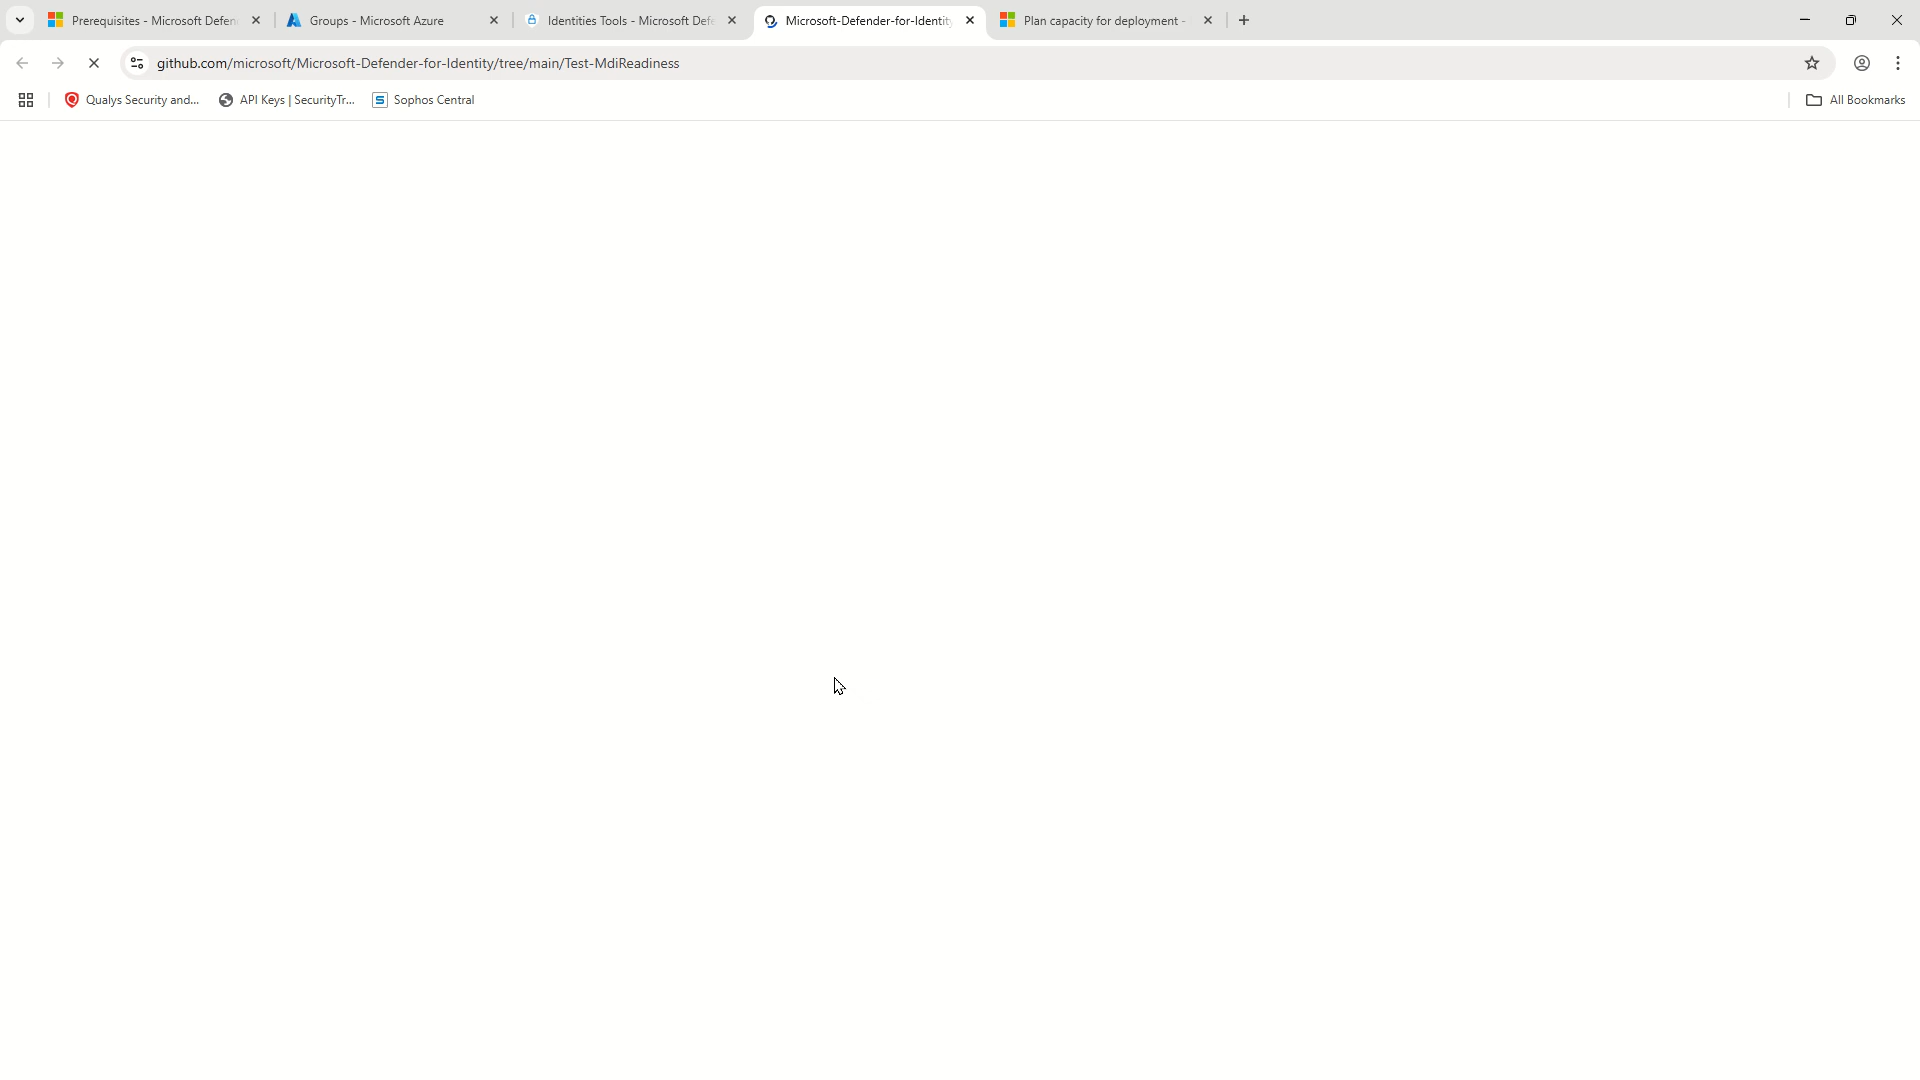 Prerequisites - Microsoft Defen
Groups - Microsoft Azure
Identities Tools - Microsoft Defe
Microsoft-Defender-for-Identit
Plan capacity for deployment -
github.com/microsoft/Microsoft-Defender-for-Identity/tree/main/Test-MdiReadiness
Qualys Security and...
API Keys | SecurityTr...
Sophos Central
All Bookmarks